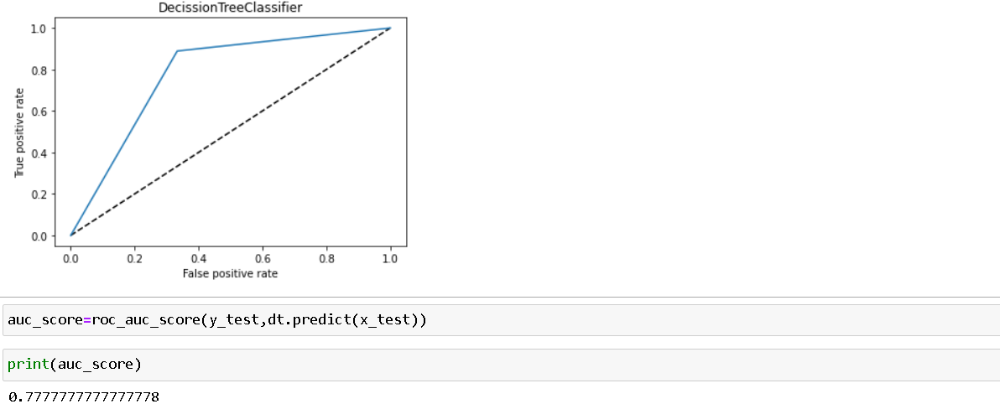 DecissionTreeClassifier
1.0
0.8
0.6
0.4
0.2
0.0
True positive rate
0.0 0.2 0.4 0.6 0.8 1.0
False positive rate
auc_score=roc_auc_score(y_test,dt.predict(x_test))
print(auc_score)
0.7777777777777778